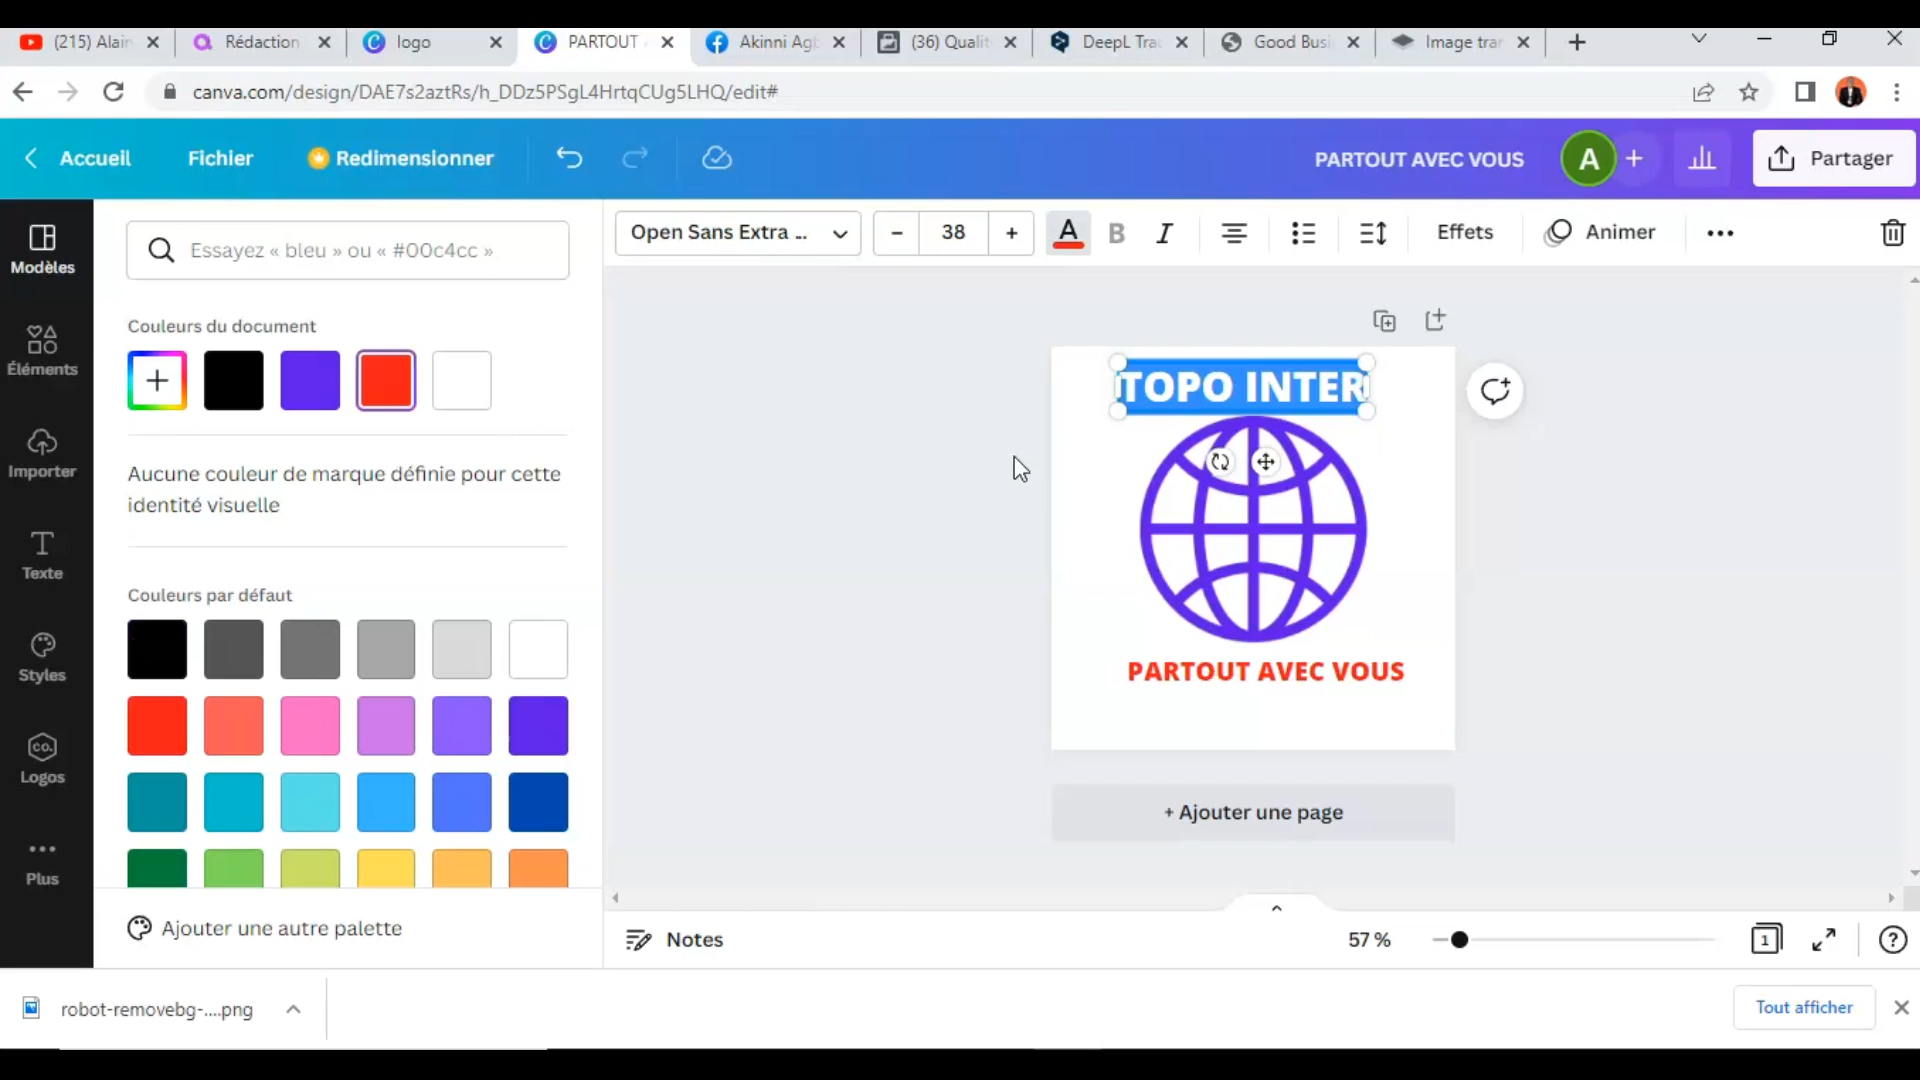 (215) Alain
Rédaction
logo
PARTOUT
Akinni Agb
(36) Qualit
DeepL Tra
Good Busi
Image tran
canva.com/design/DAE7s2aztRs/h_DDz5PSgL4HrtqCUg5LHQ/edit#
Accueil
Fichier
Redimensionner
PARTOUT AVEC VOUS
A
+
Partager
Modèles
Éléments
Importer
Texte
Styles
CO.
Logos
Plus
Essayez « bleu » ou « #00c4cc »
Couleurs du document
Aucune couleur de marque définie pour cette
identité visuelle
Couleurs par défaut
Ajouter une autre palette
Open Sans Extra ...
– 38 +
A B I
Effets
Animer
TOPO INTER
PARTOUT AVEC VOUS
+ Ajouter une page
Notes
57 %
1
?
robot-removebg-....png
Tout afficher